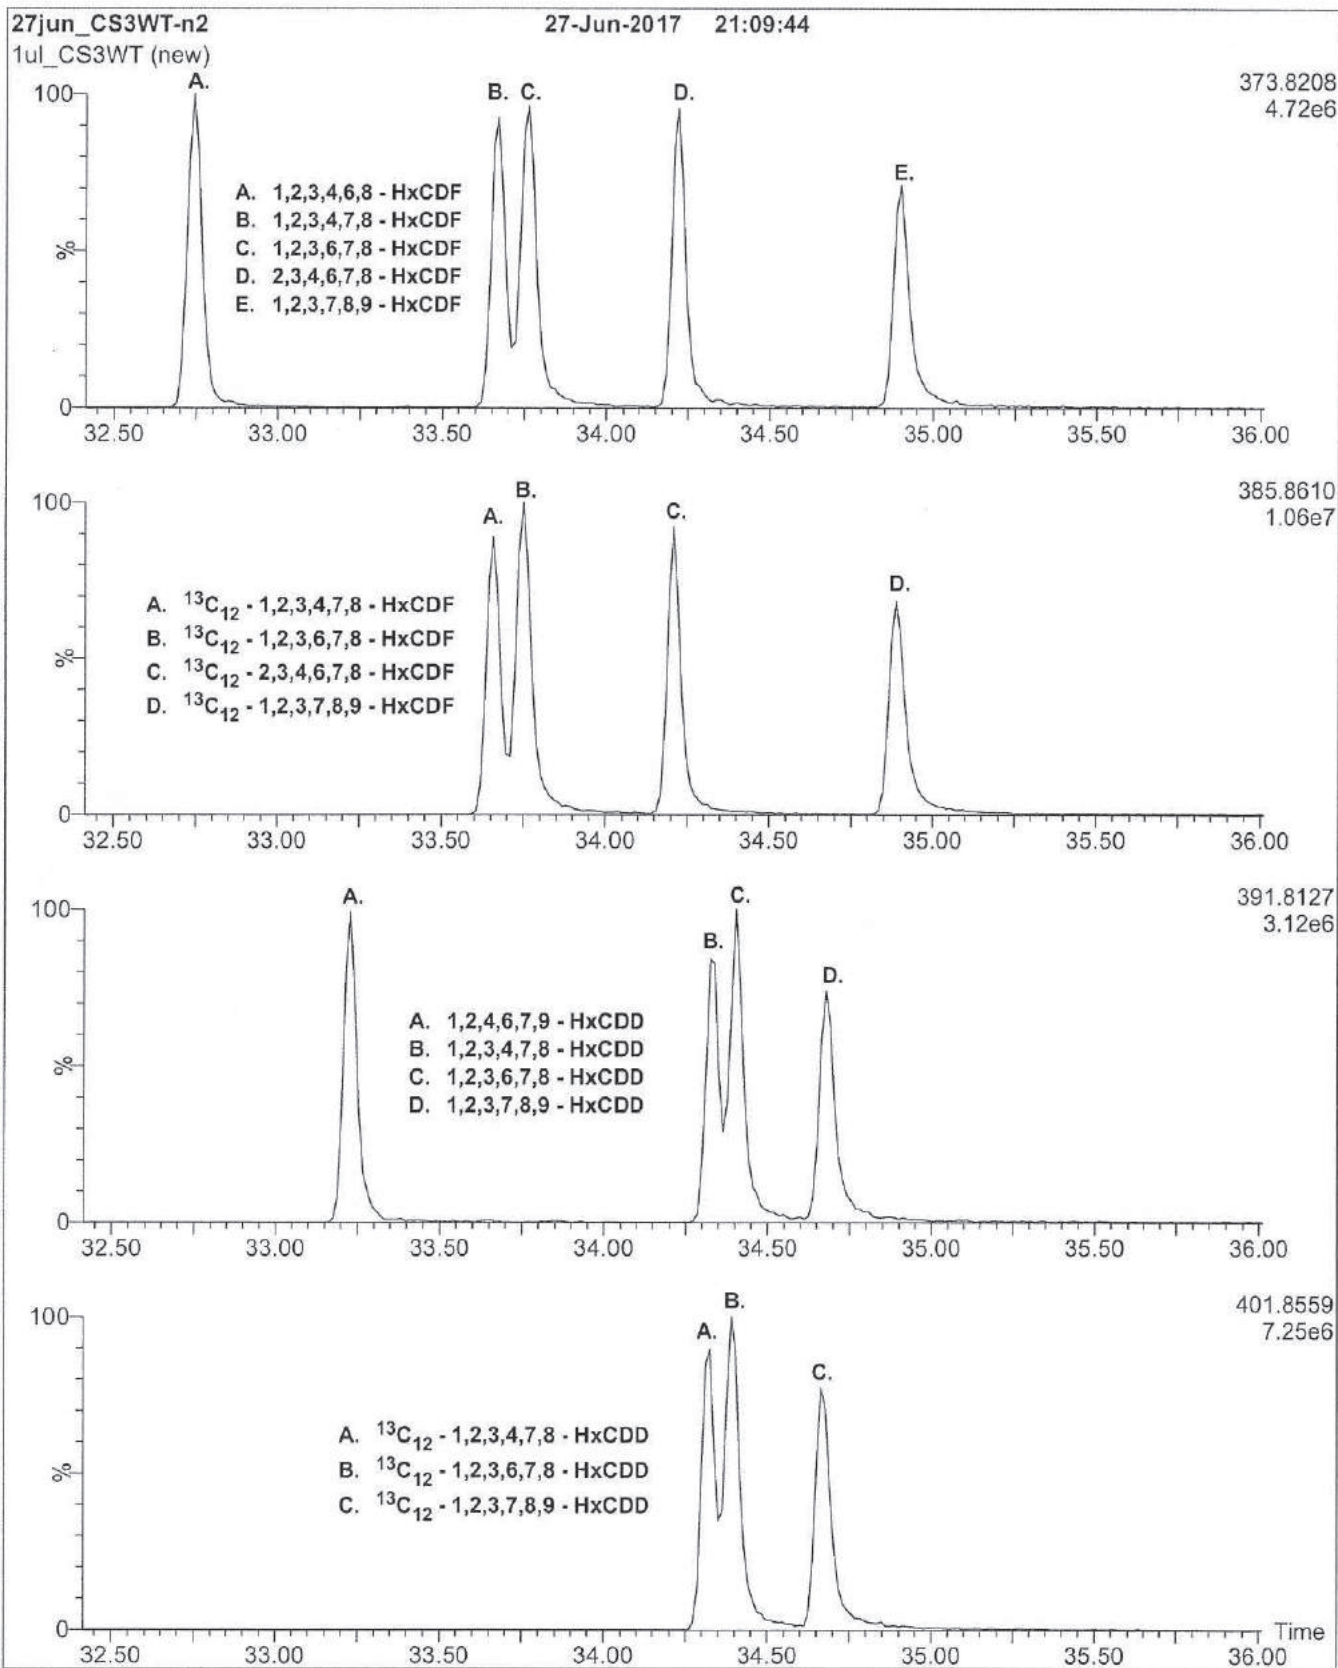 27jun_CS3WT-n2 27-Jun-2017 21:09:44
1ul_CS3WT (new)
373.8208
4.72e6
A. B. C. D. E.
100
%
0
A. 1,2,3,4,6,8 - HxCDF
B. 1,2,3,4,7,8 - HxCDF
C. 1,2,3,6,7,8 - HxCDF
D. 2,3,4,6,7,8 - HxCDF
E. 1,2,3,7,8,9 - HxCDF
32.50 33.00 33.50 34.00 34.50 35.00 35.50 36.00
385.8610
1.06e7
A. B. C. D.
100
%
0
A. ¹³C₁₂ - 1,2,3,4,7,8 - HxCDF
B. ¹³C₁₂ - 1,2,3,6,7,8 - HxCDF
C. ¹³C₁₂ - 2,3,4,6,7,8 - HxCDF
D. ¹³C₁₂ - 1,2,3,7,8,9 - HxCDF
32.50 33.00 33.50 34.00 34.50 35.00 35.50 36.00
391.8127
3.12e6
A. B. C. D.
100
%
0
A. 1,2,4,6,7,9 - HxCDD
B. 1,2,3,4,7,8 - HxCDD
C. 1,2,3,6,7,8 - HxCDD
D. 1,2,3,7,8,9 - HxCDD
32.50 33.00 33.50 34.00 34.50 35.00 35.50 36.00
401.8559
7.25e6
A. B. C.
100
%
0
A. ¹³C₁₂ - 1,2,3,4,7,8 - HxCDD
B. ¹³C₁₂ - 1,2,3,6,7,8 - HxCDD
C. ¹³C₁₂ - 1,2,3,7,8,9 - HxCDD
Time
32.50 33.00 33.50 34.00 34.50 35.00 35.50 36.00